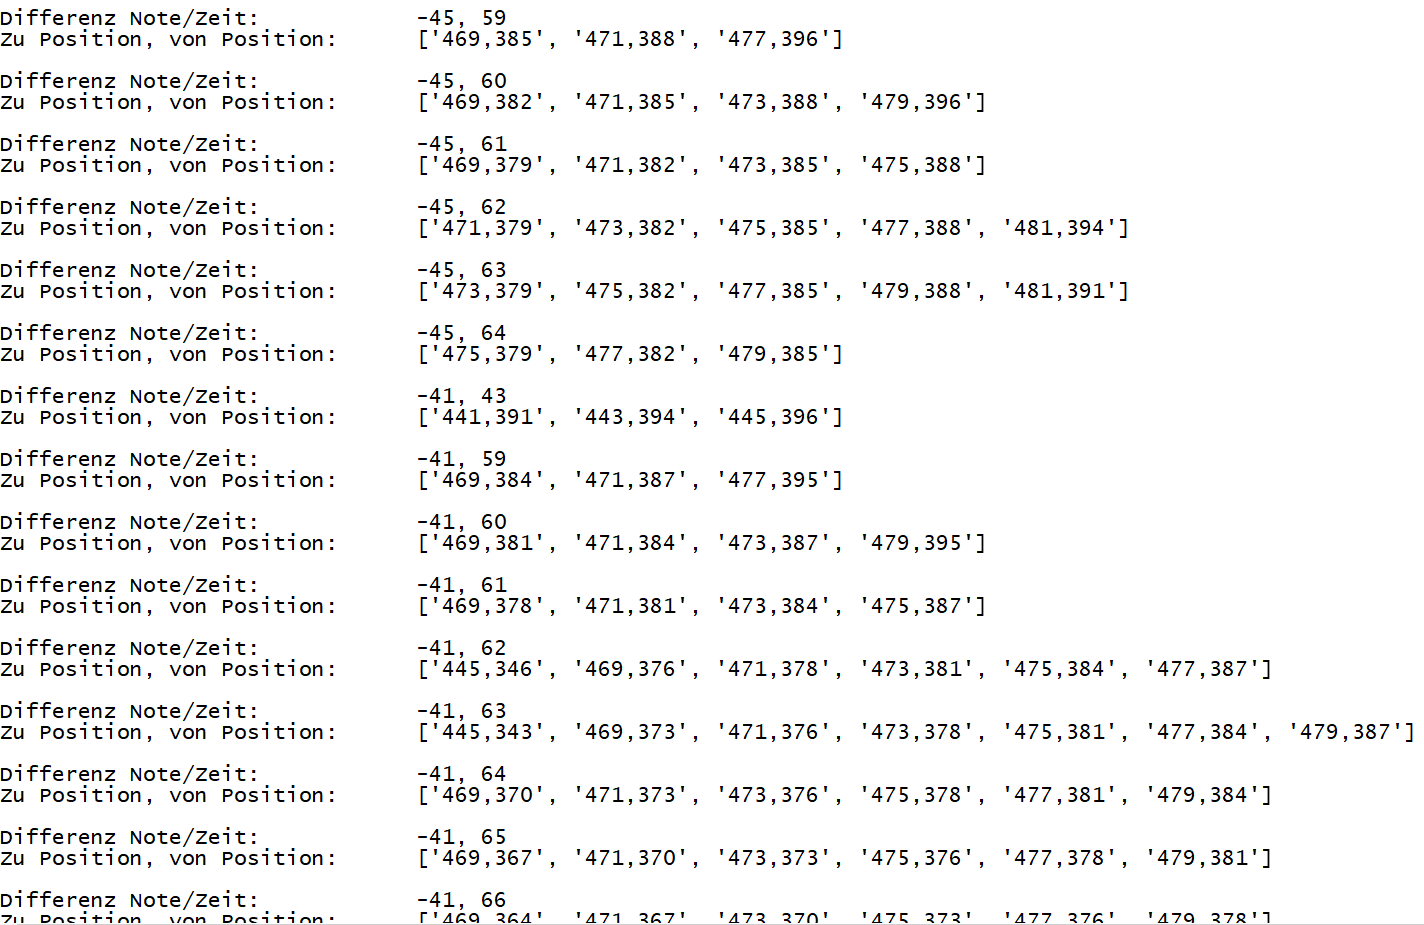 Differenz Note/Zeit: -45, 59
Zu Position, von Position: ['469,385', '471,388', '477,396']
Differenz Note/Zeit: -45, 60
Zu Position, von Position: ['469,382', '471,385', '473,388', '479,396']
Differenz Note/Zeit: -45, 61
Zu Position, von Position: ['469,379', '471,382', '473,385', '475,388']
Differenz Note/Zeit: -45, 62
Zu Position, von Position: ['471,379', '473,382', '475,385', '477,388', '481,394']
Differenz Note/Zeit: -45, 63
Zu Position, von Position: ['473,379', '475,382', '477,385', '479,388', '481,391']
Differenz Note/Zeit: -45, 64
Zu Position, von Position: ['475,379', '477,382', '479,385']
Differenz Note/Zeit: -41, 43
Zu Position, von Position: ['441,391', '443,394', '445,396']
Differenz Note/Zeit: -41, 59
Zu Position, von Position: ['469,384', '471,387', '477,395']
Differenz Note/Zeit: -41, 60
Zu Position, von Position: ['469,381', '471,384', '473,387', '479,395']
Differenz Note/Zeit: -41, 61
Zu Position, von Position: ['469,378', '471,381', '473,384', '475,387']
Differenz Note/Zeit: -41, 62
Zu Position, von Position: ['445,346', '469,376', '471,378', '473,381', '475,384', '477,387']
Differenz Note/Zeit: -41, 63
Zu Position, von Position: ['445,343', '469,373', '471,376', '473,378', '475,381', '477,384', '479,387']
Differenz Note/Zeit: -41, 64
Zu Position, von Position: ['469,370', '471,373', '473,376', '475,378', '477,381', '479,384']
Differenz Note/Zeit: -41, 65
Zu Position, von Position: ['469,367', '471,370', '473,373', '475,376', '477,378', '479,381']
Differenz Note/Zeit: -41, 66
Zu Position, von Position: ['469,364', '471,367', '473,370', '475,373', '477,376', '479,378']